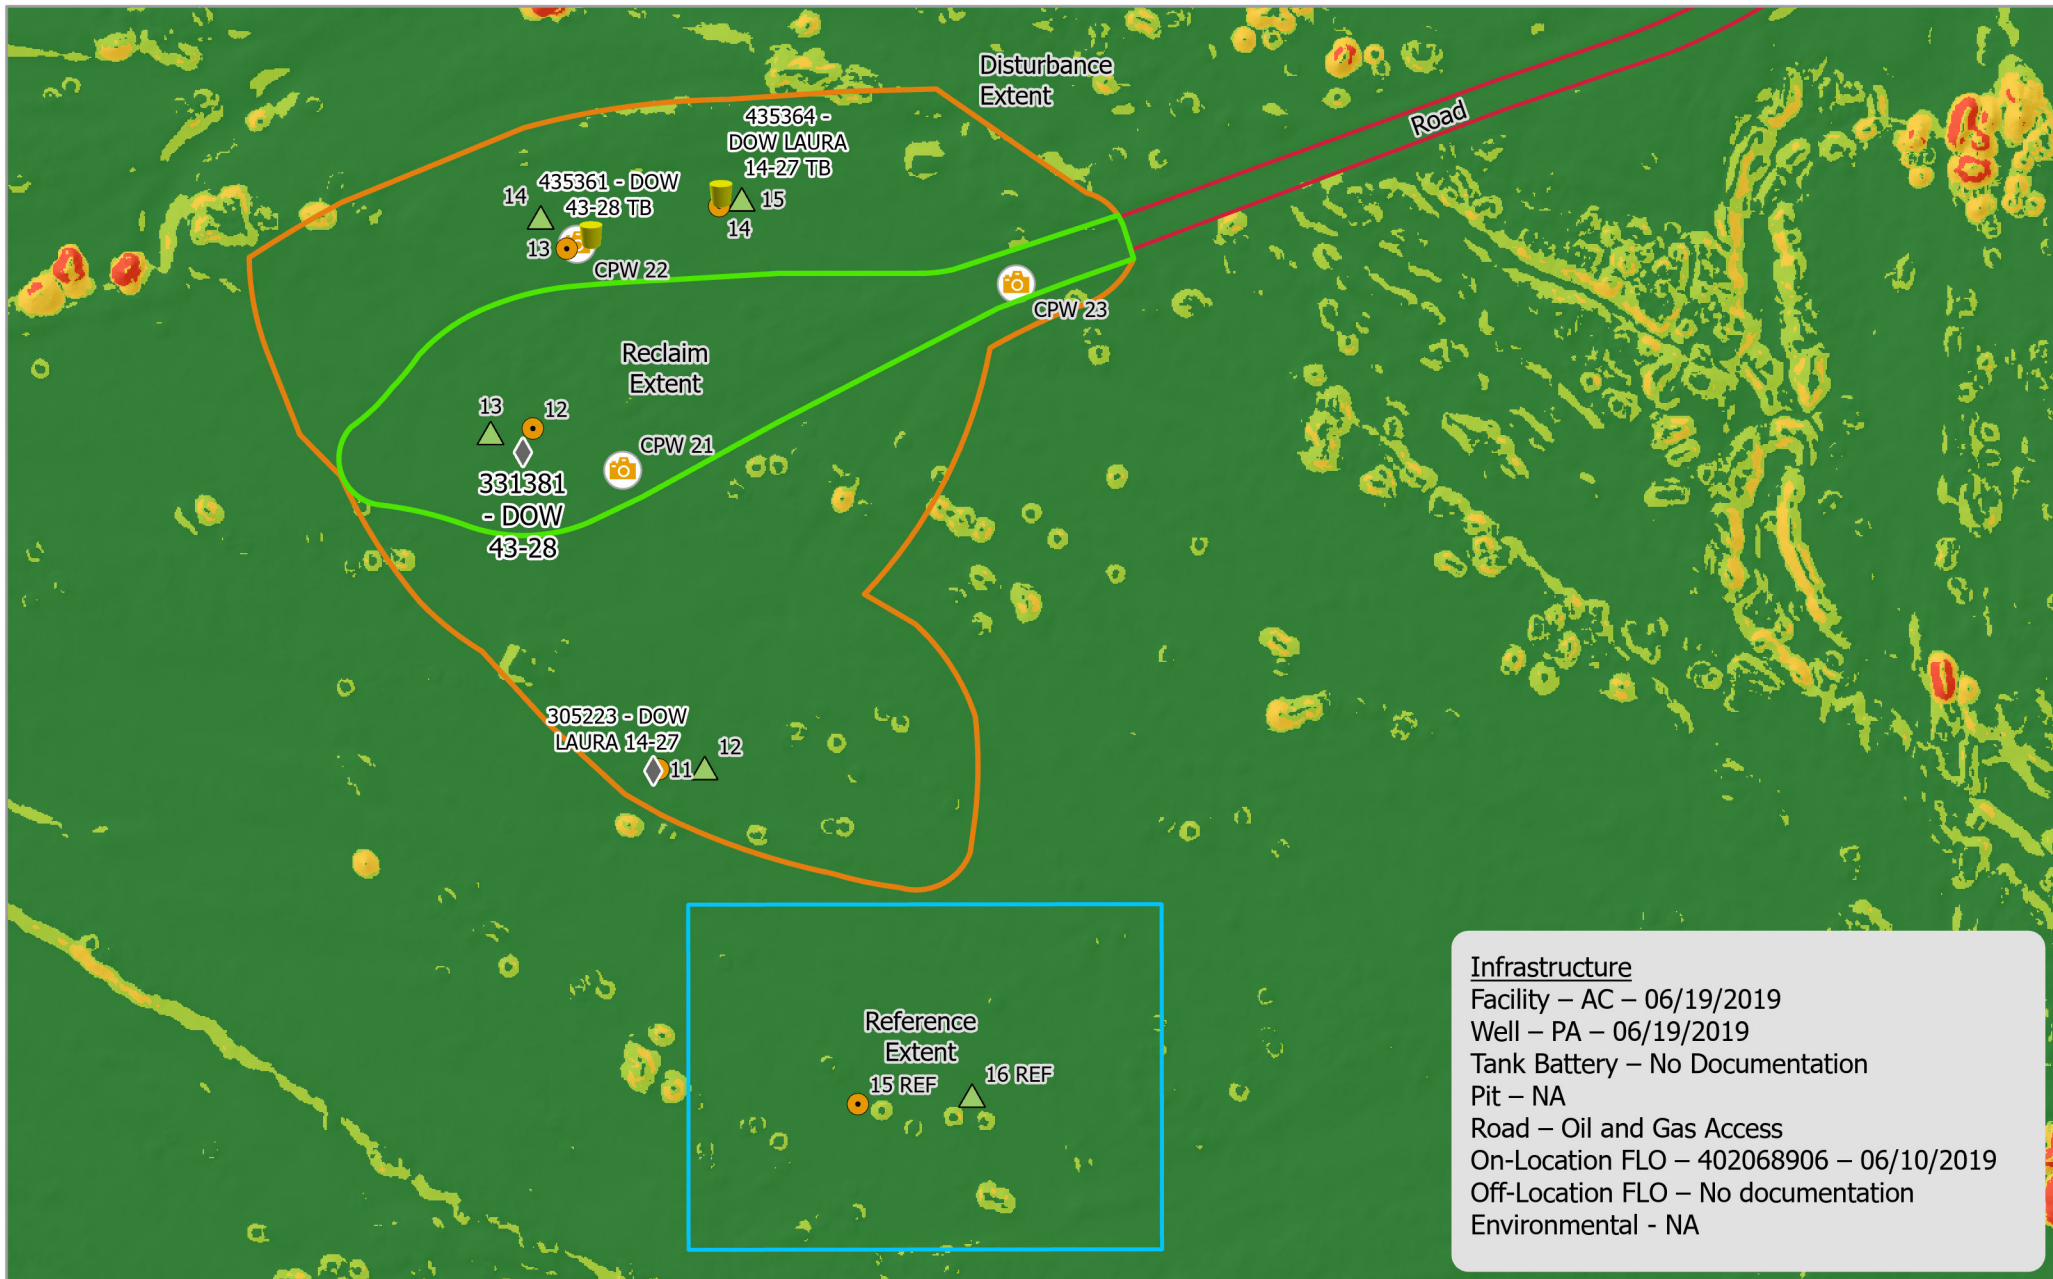 Disturbance
Extent
Road
435364 -
DOW LAURA
14-27 TB
14
435361 - DOW
43-28 TB
15
14
13
CPW 22
CPW 23
Reclaim
Extent
13
12
CPW 21
331381
- DOW
43-28
305223 - DOW
LAURA 14-27
12
11
Reference
Extent
15 REF
16 REF
Infrastructure
Facility – AC – 06/19/2019
Well – PA – 06/19/2019
Tank Battery – No Documentation
Pit – NA
Road – Oil and Gas Access
On-Location FLO – 402068906 – 06/10/2019
Off-Location FLO – No documentation
Environmental - NA